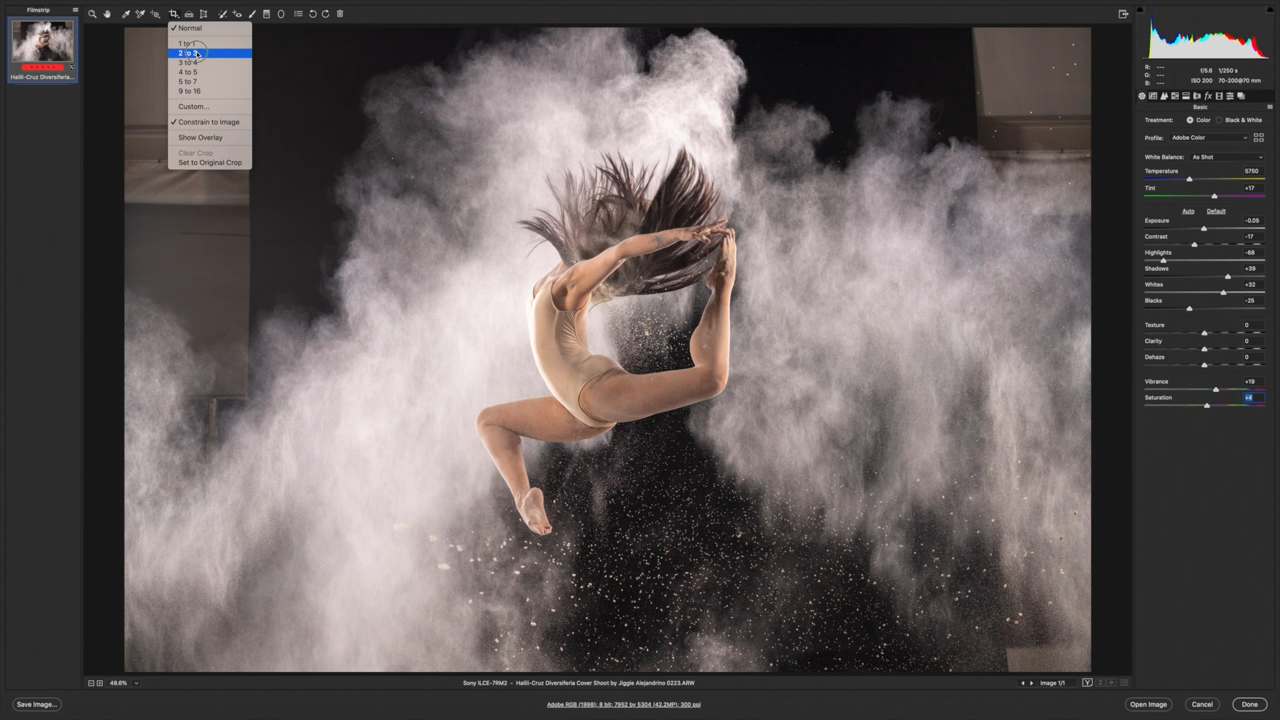 Filmstrip
Hallli-Cruz Diversiferia...
Normal
1 to 1
2 to 3
3 to 4
4 to 5
5 to 7
9 to 16
Custom...
Constrain to Image
Show Overlay
Clear Crop
Set to Original Crop
R: ---
G: ---
B: ---
f/5.6 1/250 s
ISO 200 70-200@70 mm
Basic
Treatment: Color Black & White
Profile: Adobe Color
White Balance: As Shot
Temperature 5750
Tint +17
Auto Default
Exposure -0.05
Contrast -17
Highlights -66
Shadows +39
Whites +32
Blacks -25
Texture 0
Clarity 0
Dehaze 0
Vibrance +19
Saturation +4
48.6%
Sony ILCE-7RM2 - Hallli-Cruz Diversiferia Cover Shoot by Jiggie Alejandrino 0223.ARW
Image 1/1
Y
Save Image...
Adobe RGB (1998); 8 bit; 7952 by 5304 (42.2MP); 300 ppi
Open Image
Cancel
Done